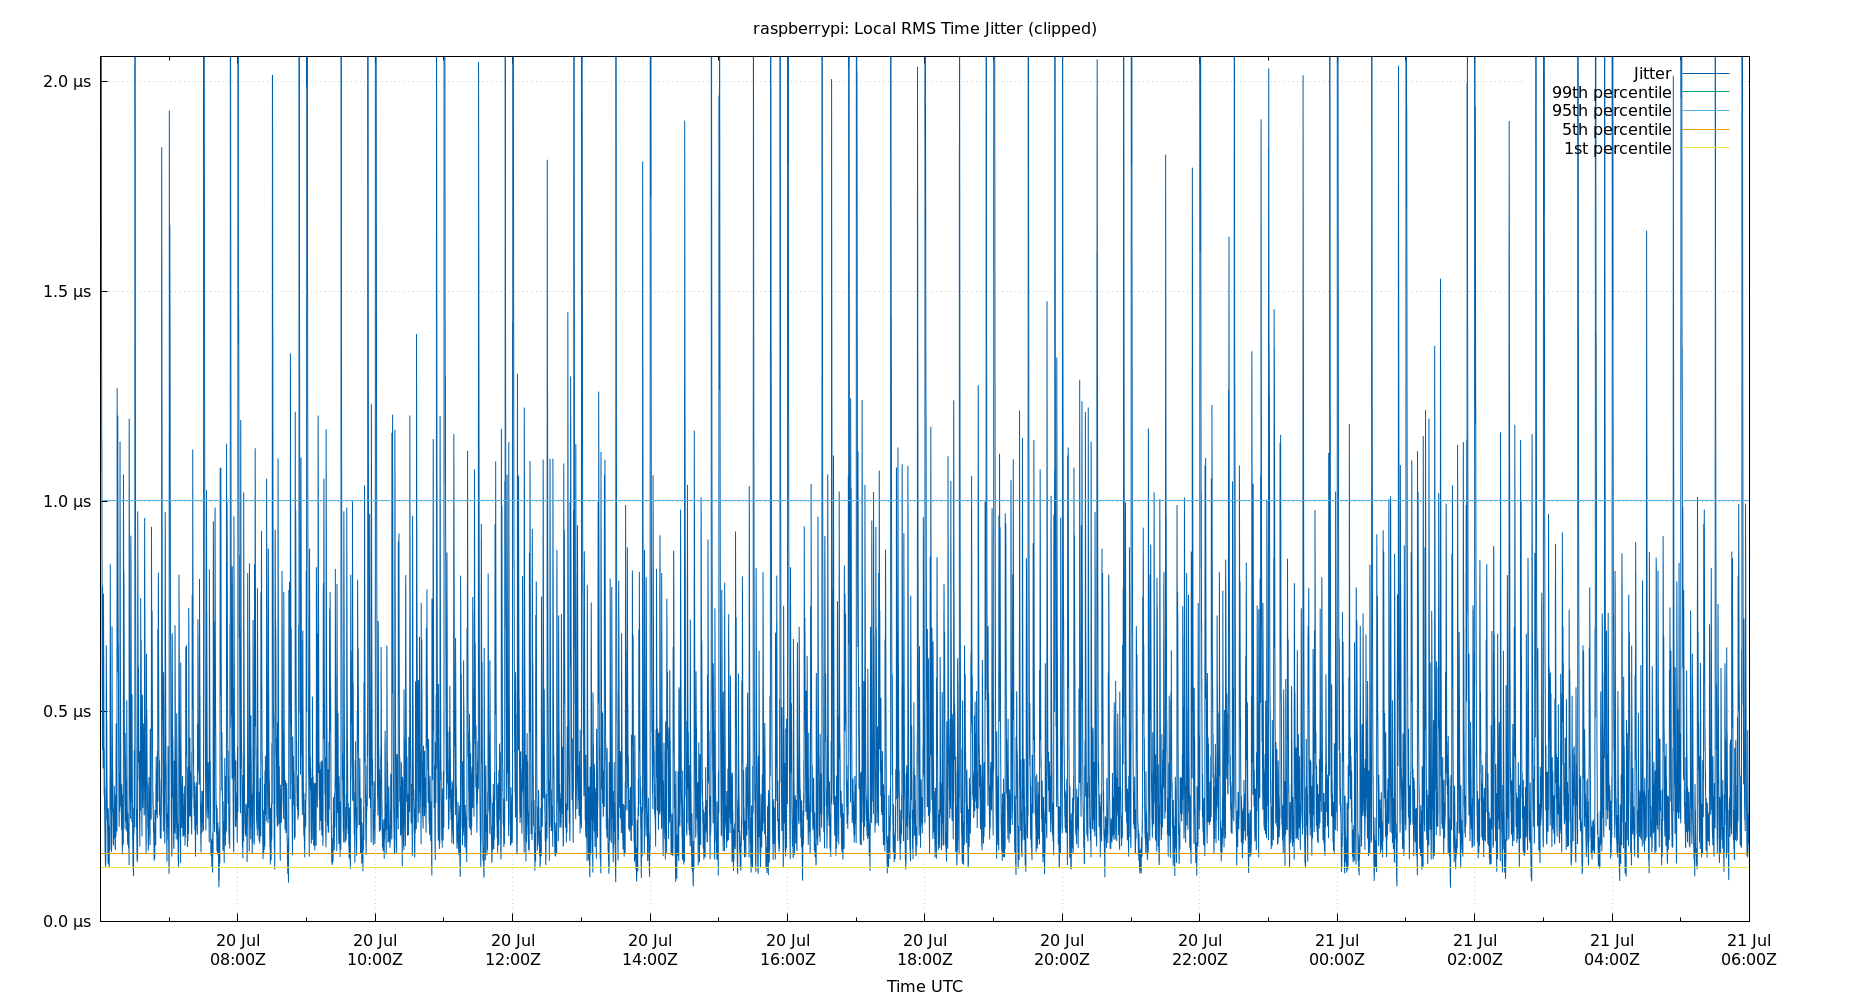 raspberrypi: Local RMS Time Jitter (clipped)
2.0 µs
1.5 µs
1.0 µs
0.5 µs
0.0 µs
Jitter
99th percentile
95th percentile
5th percentile
1st percentile
20 Jul 20 Jul 20 Jul 20 Jul 20 Jul 20 Jul 20 Jul 20 Jul 21 Jul 21 Jul 21 Jul 21 Jul
08:00Z 10:00Z 12:00Z 14:00Z 16:00Z 18:00Z 20:00Z 22:00Z 00:00Z 02:00Z 04:00Z 06:00Z
Time UTC